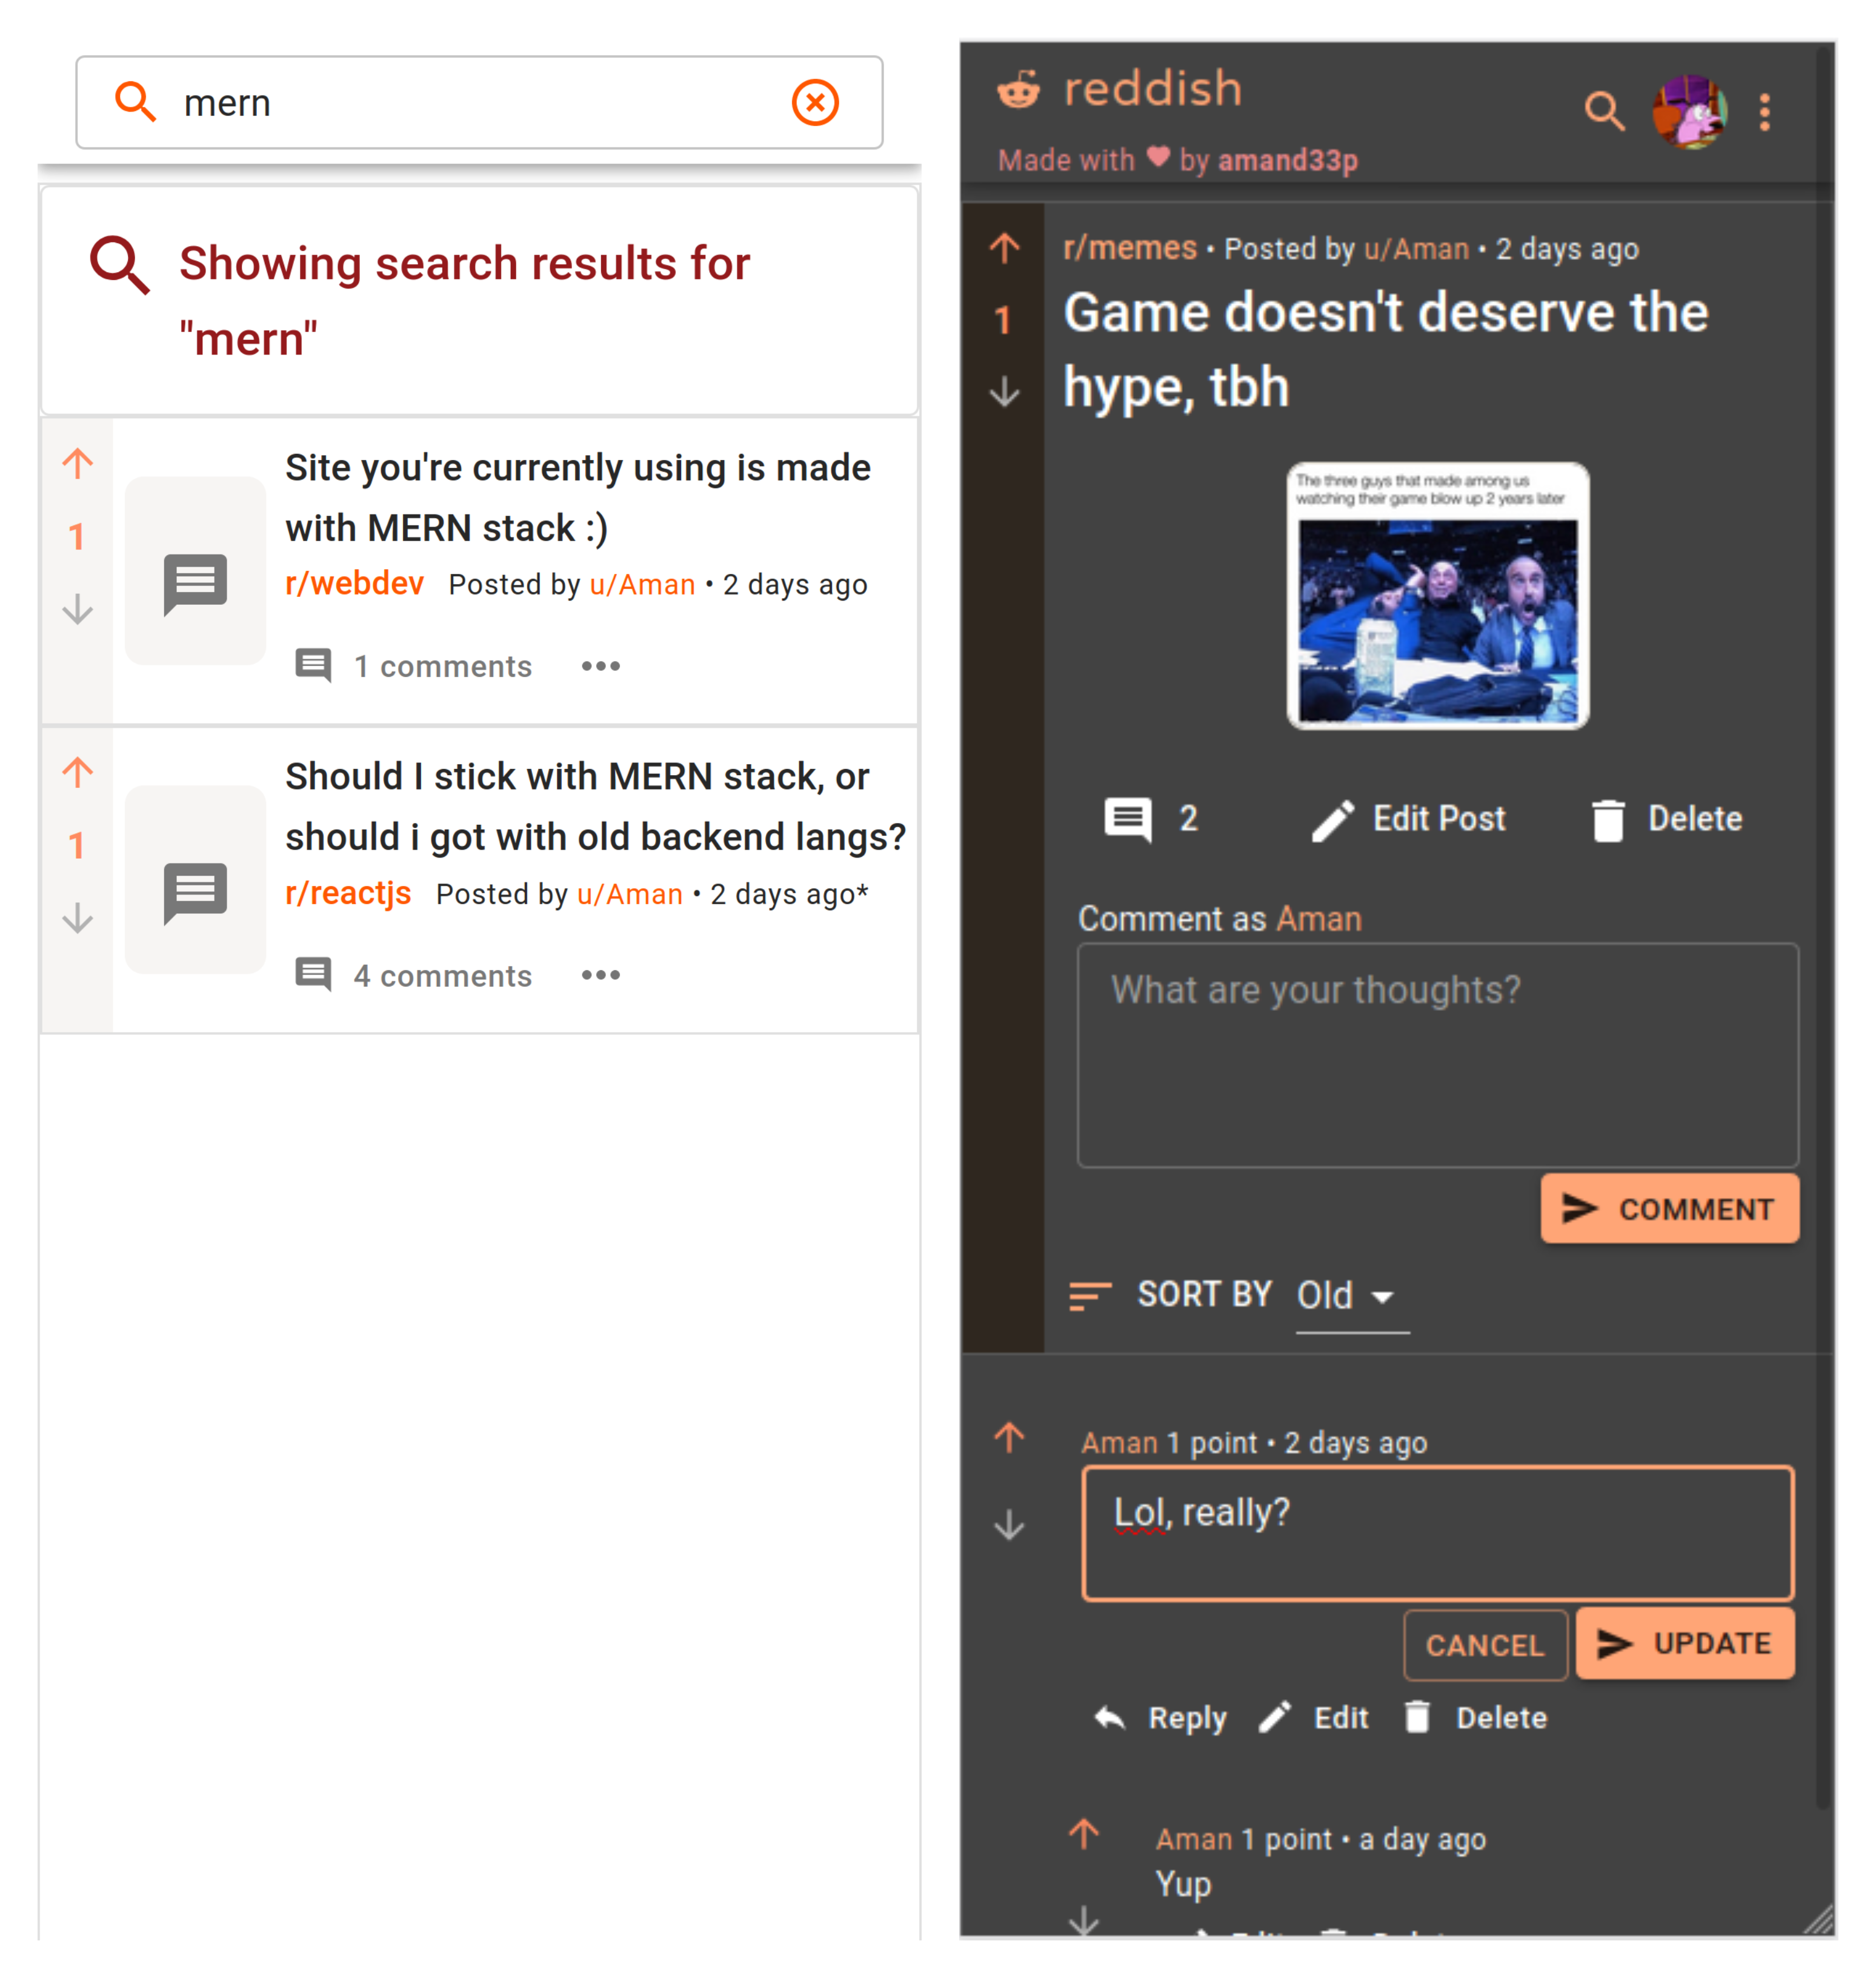 mern
Showing search results for
"mern"
Site you're currently using is made
with MERN stack :)
r/webdev Posted by u/Aman • 2 days ago
1
1 comments •••
Should I stick with MERN stack, or
should i got with old backend langs?
1
r/reactjs Posted by u/Aman • 2 days ago*
4 comments •••
reddish
Made with ♥ by amand33p
r/memes • Posted by u/Aman • 2 days ago
1
Game doesn't deserve the
hype, tbh
The three guys that made among us
watching their game blow up 2 years later
2 Edit Post Delete
Comment as Aman
What are your thoughts?
COMMENT
SORT BY Old
Aman 1 point • 2 days ago
Lol, really?
CANCEL UPDATE
Reply Edit Delete
Aman 1 point • a day ago
Yup